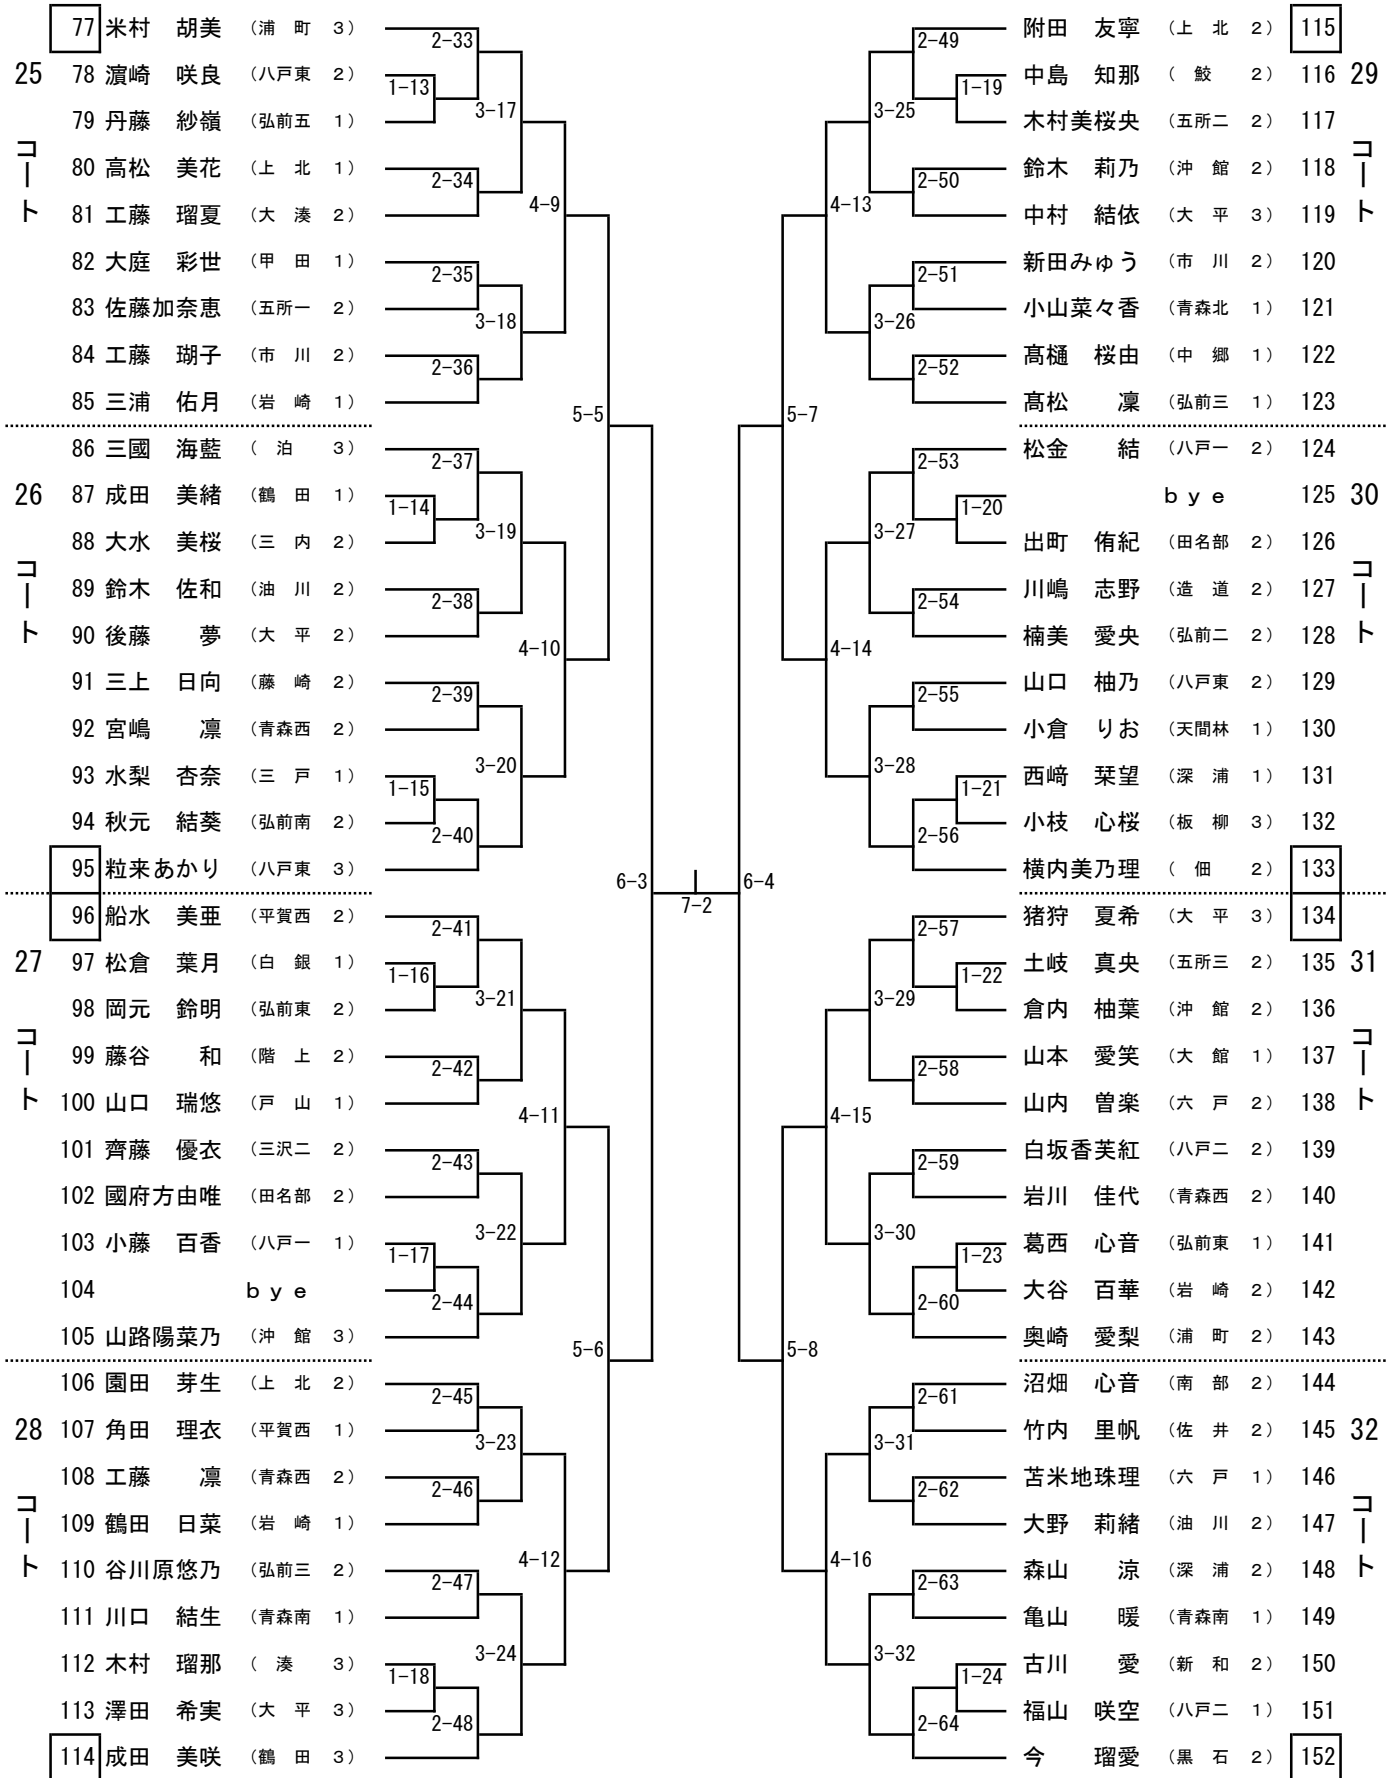 77 米村 胡美 （浦 町 3）
25 78 濵崎 咲良 （八戸東 2）
79 丹藤 紗嶺 （弘前五 1）
コート 80 高松 美花 （上 北 1）
81 工藤 瑠夏 （大 湊 2）
82 大庭 彩世 （甲 田 1）
83 佐藤加奈恵 （五所一 2）
84 工藤 瑚子 （市 川 2）
85 三浦 佑月 （岩 崎 1）
86 三國 海藍 （ 泊 3）
26 87 成田 美緒 （鶴 田 1）
88 大水 美桜 （三 内 2）
コート 89 鈴木 佐和 （油 川 2）
90 後藤 夢 （大 平 2）
91 三上 日向 （藤 崎 2）
92 宮嶋 凛 （青森西 2）
93 水梨 杏奈 （三 戸 1）
94 秋元 結葵 （弘前南 2）
95 粒来あかり （八戸東 3）
96 船水 美亜 （平賀西 2）
27 97 松倉 葉月 （白 銀 1）
98 岡元 鈴明 （弘前東 2）
コート 99 藤谷 和 （階 上 2）
100 山口 瑞悠 （戸 山 1）
101 齊藤 優衣 （三沢二 2）
102 國府方由唯 （田名部 2）
103 小藤 百香 （八戸一 1）
104 ｂｙｅ
105 山路陽菜乃 （沖 館 3）
106 園田 芽生 （上 北 2）
28 107 角田 理衣 （平賀西 1）
108 工藤 凛 （青森西 2）
コート 109 鶴田 日菜 （岩 崎 1）
110 谷川原悠乃 （弘前三 2）
111 川口 結生 （青森南 1）
112 木村 瑠那 （ 湊 3）
113 澤田 希実 （大 平 3）
114 成田 美咲 （鶴 田 3）
1-13
1-14
1-15
1-16
1-17
1-18
2-33
2-34
2-35
2-36
2-37
2-38
2-39
2-40
2-41
2-42
2-43
2-44
2-45
2-46
2-47
2-48
3-17
3-18
3-19
3-20
3-21
3-22
3-23
3-24
4-9
4-10
4-11
4-12
5-5
5-6
6-3
7-2
6-4
5-7
5-8
4-13
4-14
4-15
4-16
3-25
3-26
3-27
3-28
3-29
3-30
3-31
3-32
2-49
2-50
2-51
2-52
2-53
2-54
2-55
2-56
2-57
2-58
2-59
2-60
2-61
2-62
2-63
2-64
1-19
1-20
1-21
1-22
1-23
1-24
附田 友寧 （上 北 2） 115
中島 知那 （ 鮫 2） 116 29
木村美桜央 （五所二 2） 117
鈴木 莉乃 （沖 館 2） 118 コート
中村 結依 （大 平 3） 119
新田みゅう （市 川 2） 120
小山菜々香 （青森北 1） 121
髙樋 桜由 （中 郷 1） 122
髙松 凜 （弘前三 1） 123
松金 結 （八戸一 2） 124
ｂｙｅ 125 30
出町 侑紀 （田名部 2） 126
川嶋 志野 （造 道 2） 127 コート
楠美 愛央 （弘前二 2） 128
山口 柚乃 （八戸東 2） 129
小倉 りお （天間林 1） 130
西﨑 栞望 （深 浦 1） 131
小枝 心桜 （板 柳 3） 132
横内美乃理 （ 佃 2） 133
猪狩 夏希 （大 平 3） 134
土岐 真央 （五所三 2） 135 31
倉内 柚葉 （沖 館 2） 136
山本 愛笑 （大 館 1） 137 コート
山内 曽楽 （六 戸 2） 138
白坂香芙紅 （八戸二 2） 139
岩川 佳代 （青森西 2） 140
葛西 心音 （弘前東 1） 141
大谷 百華 （岩 崎 2） 142
奥崎 愛梨 （浦 町 2） 143
沼畑 心音 （南 部 2） 144
竹内 里帆 （佐 井 2） 145 32
苫米地珠理 （六 戸 1） 146
大野 莉緒 （油 川 2） 147 コート
森山 涼 （深 浦 2） 148
亀山 暖 （青森南 1） 149
古川 愛 （新 和 2） 150
福山 咲空 （八戸二 1） 151
今 瑠愛 （黒 石 2） 152